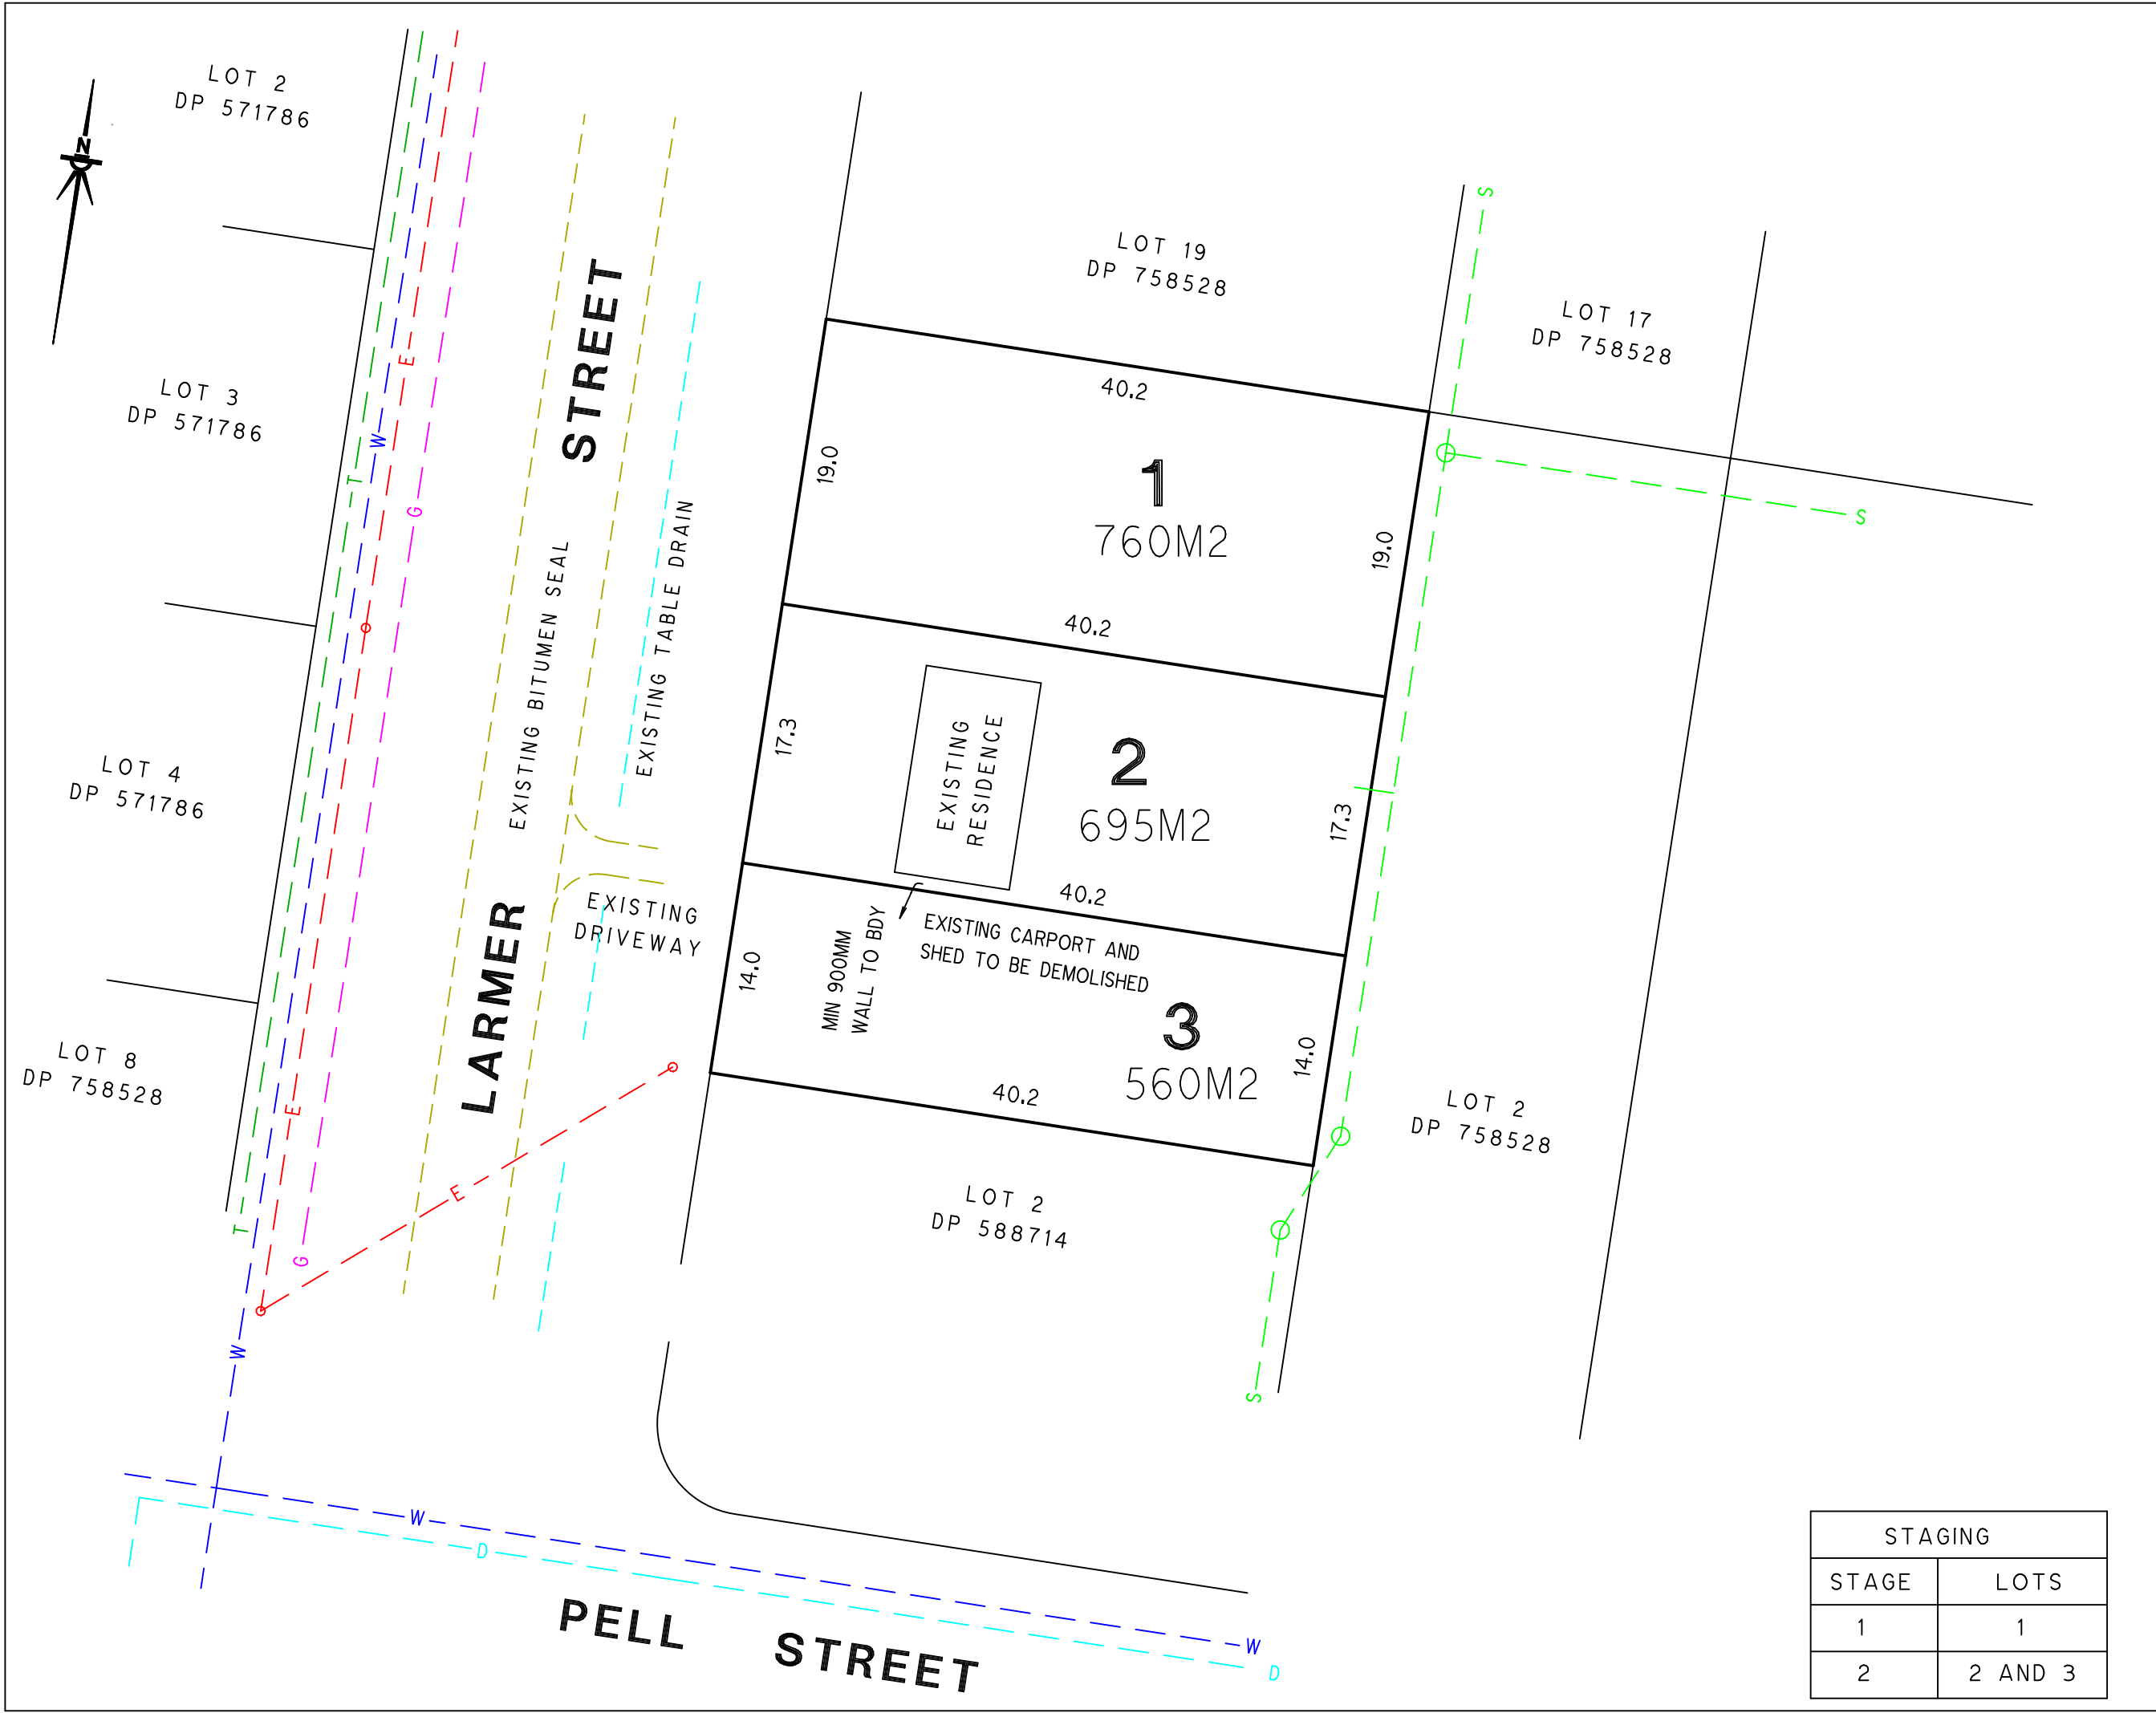 LOT 2
DP 571786
N
LOT 3
DP 571786
LOT 4
DP 571786
LOT 8
DP 758528
T
T
W
W
E
E
E
G
G
LARMER STREET
EXISTING BITUMEN SEAL
EXISTING TABLE DRAIN
EXISTING
DRIVEWAY
LOT 19
DP 758528
LOT 17
DP 758528
S
S
S
40.2
19.0
1
760M2
19.0
40.2
17.3
EXISTING
RESIDENCE
2
695M2
17.3
40.2
14.0
MIN 900MM
WALL TO BDY
EXISTING CARPORT AND
SHED TO BE DEMOLISHED
3
560M2
14.0
40.2
LOT 2
DP 758528
LOT 2
DP 588714
W
D
W
D
PELL STREET
STAGING
STAGE LOTS
1 1
2 2 AND 3